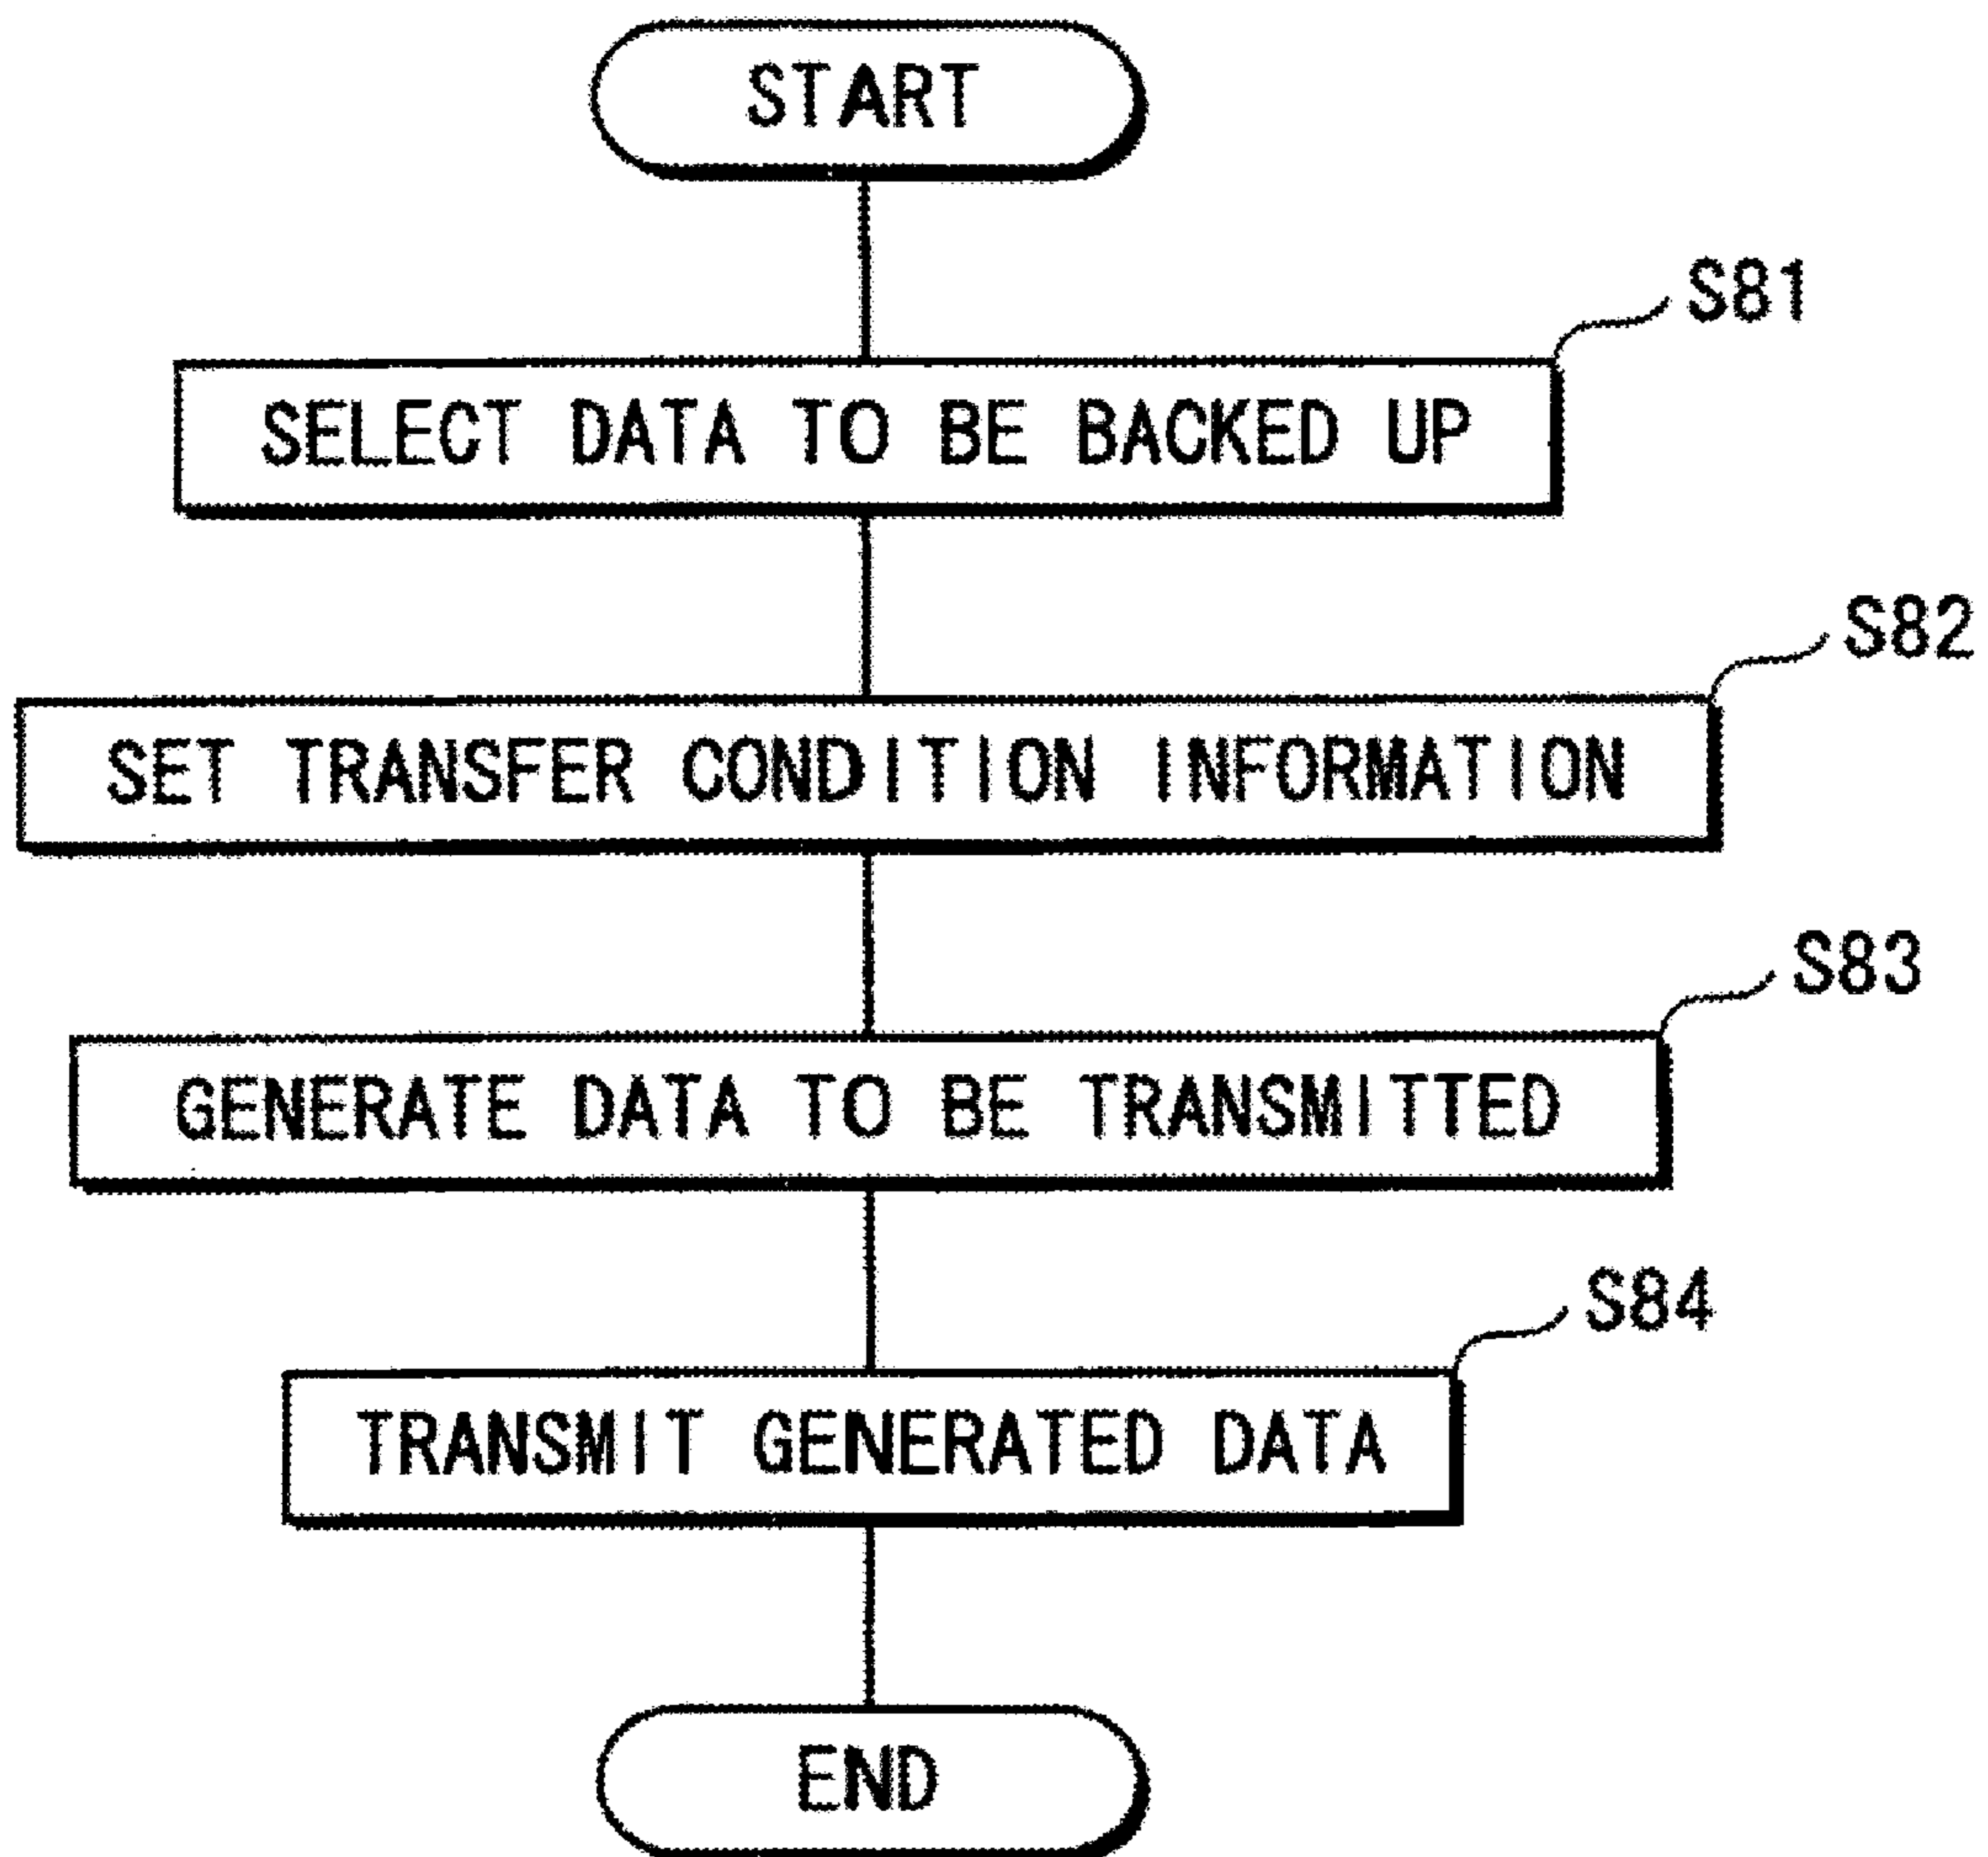 START
S81
SELECT DATA TO BE BACKED UP
S82
SET TRANSFER CONDITION INFORMATION
S83
GENERATE DATA TO BE TRANSMITTED
S84
TRANSMIT GENERATED DATA
END